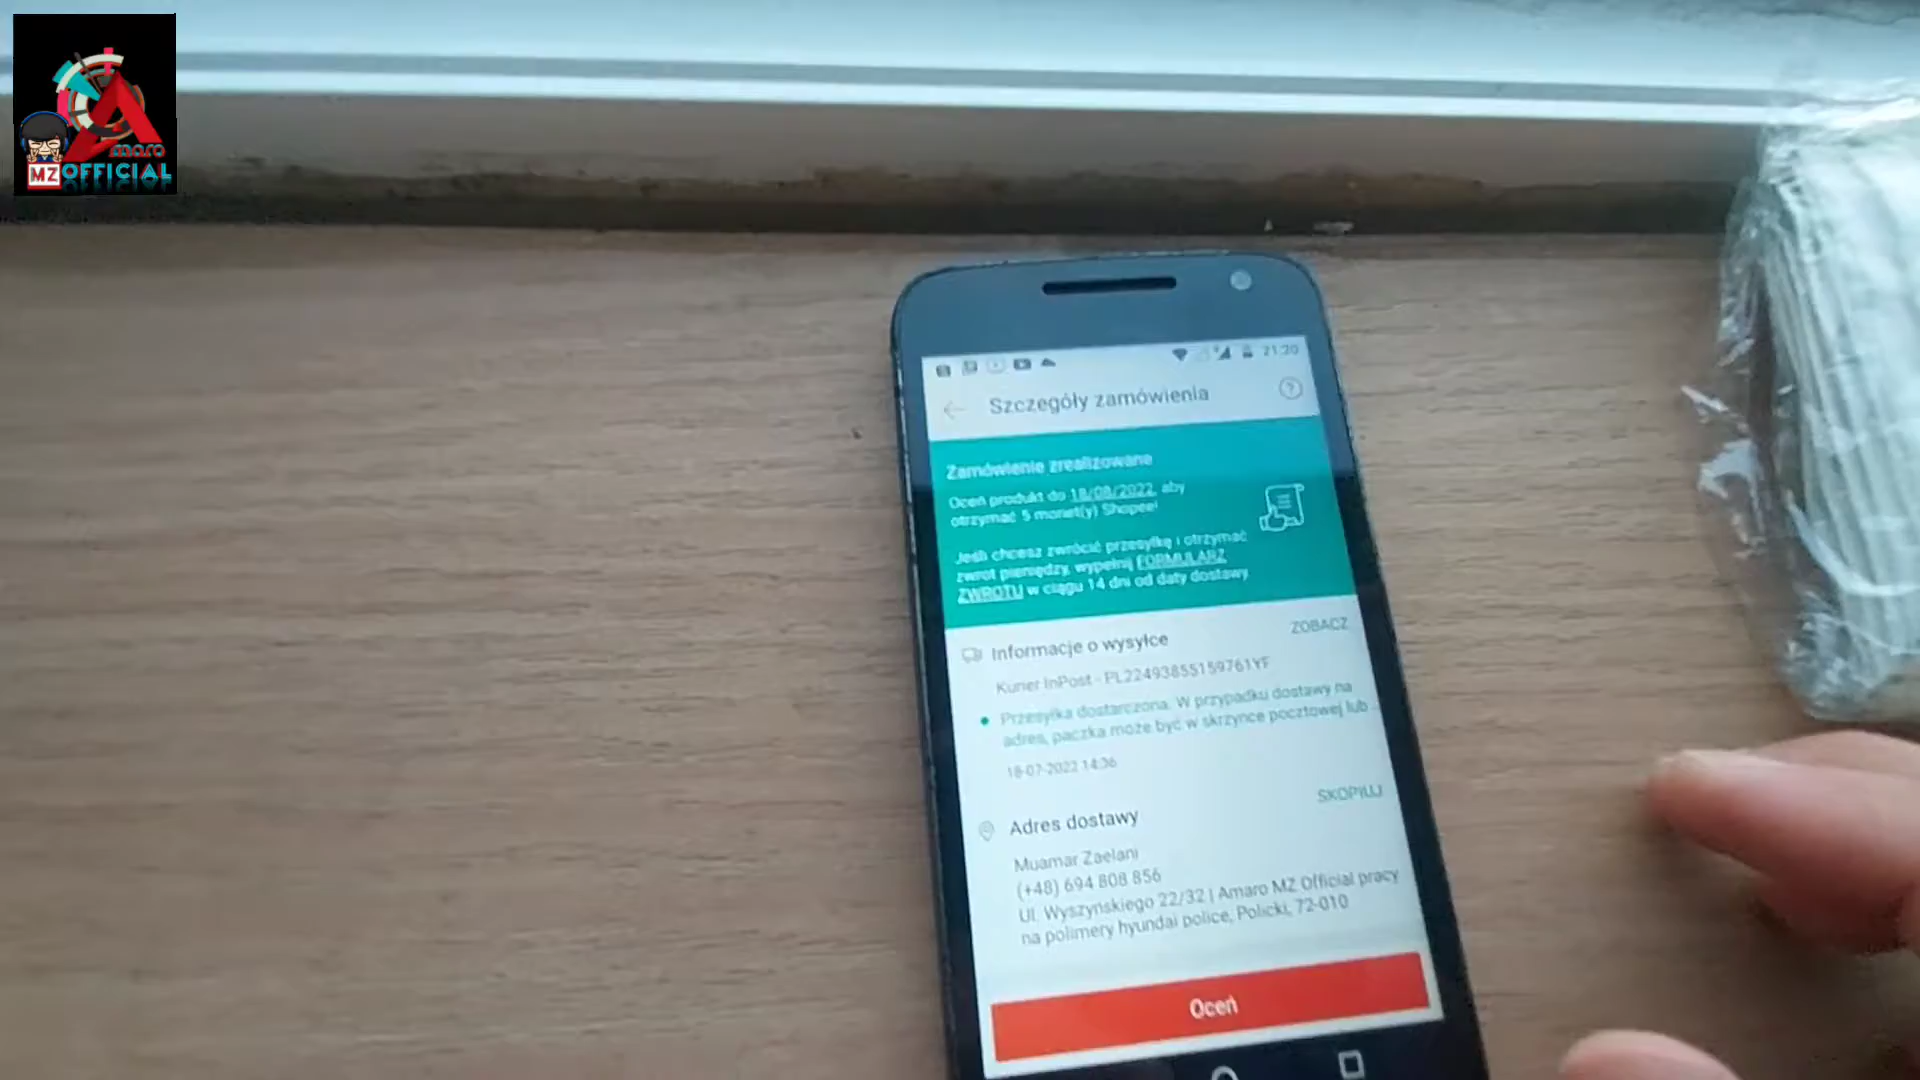 Amaro
MZ OFFICIAL
21:20
Szczegóły zamówienia
Zamówienie zrealizowane
Oceń produkt do 18/08/2022, aby
otrzymać 5 monet(y) Shopee!
Jeśli chcesz zwrócić przesyłkę i otrzymać
zwrot pieniędzy, wypełnij FORMULARZ
ZWROTU w ciągu 14 dni od daty dostawy.
Informacje o wysyłce
ZOBACZ
Kurier InPost - PL22493855159761YF
Przesyłka dostarczona. W przypadku dostawy na
adres, paczka może być w skrzynce pocztowej lub
18-07-2022 14:36
Adres dostawy
SKOPIUJ
Muamar Zaelani
(+48) 694 808 856
Ul. Wyszyńskiego 22/32 | Amaro MZ Official pracy
na polimery hyundai police, Policki, 72-010
Oceń